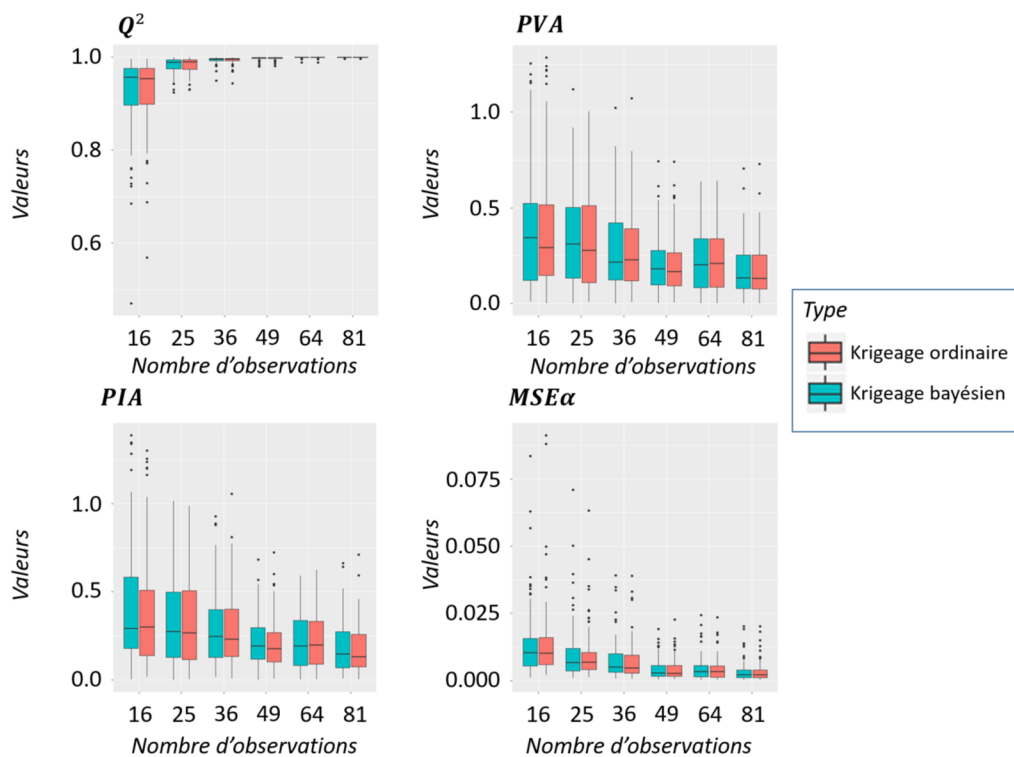 Q²
PVA
1.0
0.8
0.6
Valeurs
16 25 36 49 64 81
Nombre d'observations
1.0
0.5
0.0
Valeurs
16 25 36 49 64 81
Nombre d'observations
Type
Krigeage ordinaire
Krigeage bayésien
PIA
MSEα
1.0
0.5
0.0
Valeurs
16 25 36 49 64 81
Nombre d'observations
0.075
0.050
0.025
0.000
Valeurs
16 25 36 49 64 81
Nombre d'observations